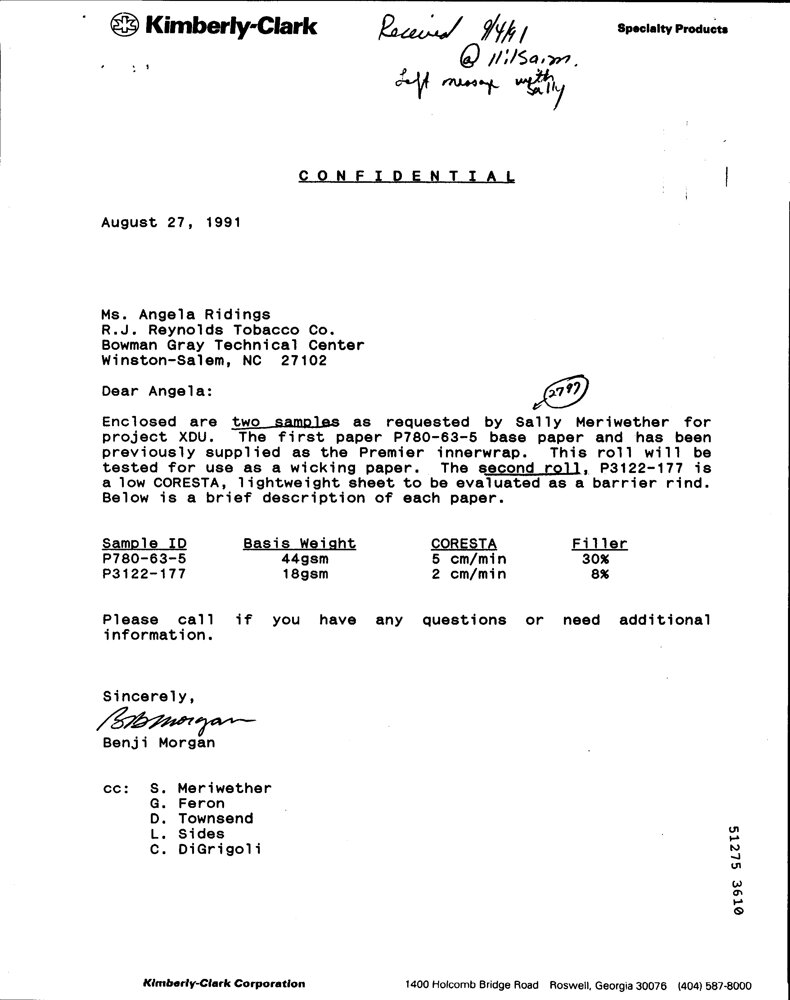 Kimberly-Clark
Specialty Products
Received 9/4/91
@ 11:15a.m.
Left message with
Sally
CONFIDENTIAL
August 27, 1991
Ms. Angela Ridings
R.J. Reynolds Tobacco Co.
Bowman Gray Technical Center
Winston-Salem, NC 27102
Dear Angela:
2797
Enclosed are two samples as requested by Sally Meriwether for
project XDU. The first paper P780-63-5 base paper and has been
previously supplied as the Premier innerwrap. This roll will be
tested for use as a wicking paper. The second roll, P3122-177 is
a low CORESTA, lightweight sheet to be evaluated as a barrier rind.
Below is a brief description of each paper.
Sample ID Basis Weight CORESTA Filler
P780-63-5 44gsm 5 cm/min 30%
P3122-177 18gsm 2 cm/min 8%
Please call if you have any questions or need additional
information.
Sincerely,
BBMorgan
Benji Morgan
cc: S. Meriwether
G. Feron
D. Townsend
L. Sides
C. DiGrigoli
51275 3610
Kimberly-Clark Corporation
1400 Holcomb Bridge Road Roswell, Georgia 30076 (404) 587-8000